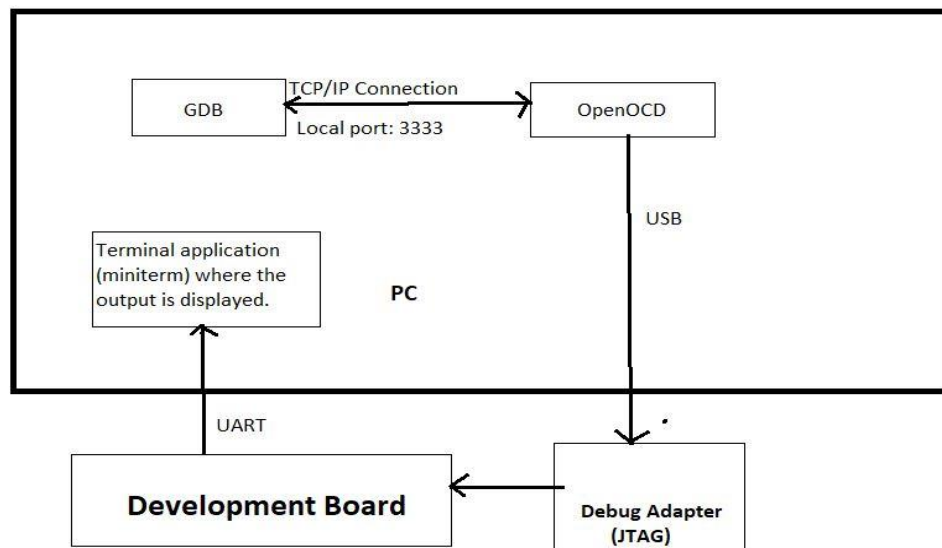 TCP/IP Connection
GDB
OpenOCD
Local port: 3333
USB
Terminal application
(miniterm) where the
output is displayed.
PC
UART
Development Board
Debug Adapter
(JTAG)